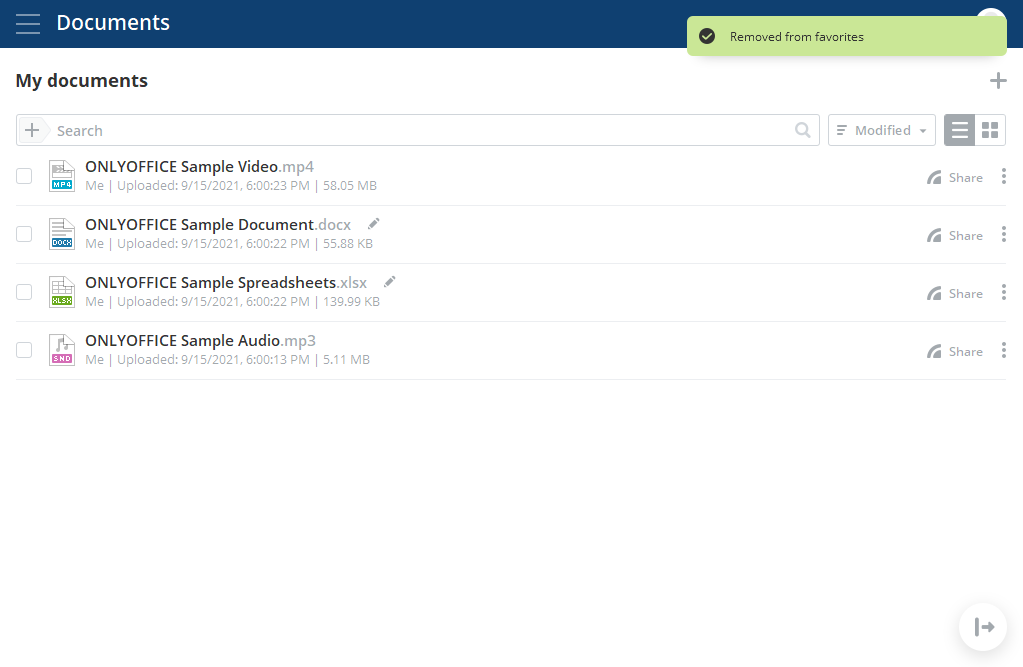 Documents
Removed from favorites
My documents
Search
Modified
ONLYOFFICE Sample Video.mp4
Me | Uploaded: 9/15/2021, 6:00:23 PM | 58.05 MB
MP4
Share
ONLYOFFICE Sample Document.docx
Me | Uploaded: 9/15/2021, 6:00:22 PM | 55.88 KB
DOCX
Share
ONLYOFFICE Sample Spreadsheets.xlsx
Me | Uploaded: 9/15/2021, 6:00:22 PM | 139.99 KB
XLSX
Share
ONLYOFFICE Sample Audio.mp3
Me | Uploaded: 9/15/2021, 6:00:13 PM | 5.11 MB
SND
Share